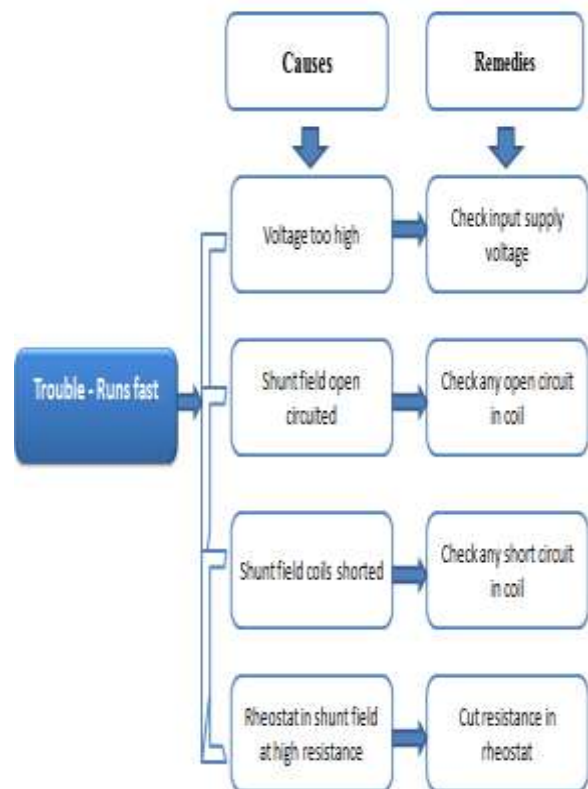 Causes
Remedies
Voltage too high
Check input supply
voltage
Trouble - Runs fast
Shunt field open
circuited
Check any open circuit
in coil
Shunt field coils shorted
Check any short circuit
in coil
Rheostat in shunt field
at high resistance
Cut resistance in
rheostat